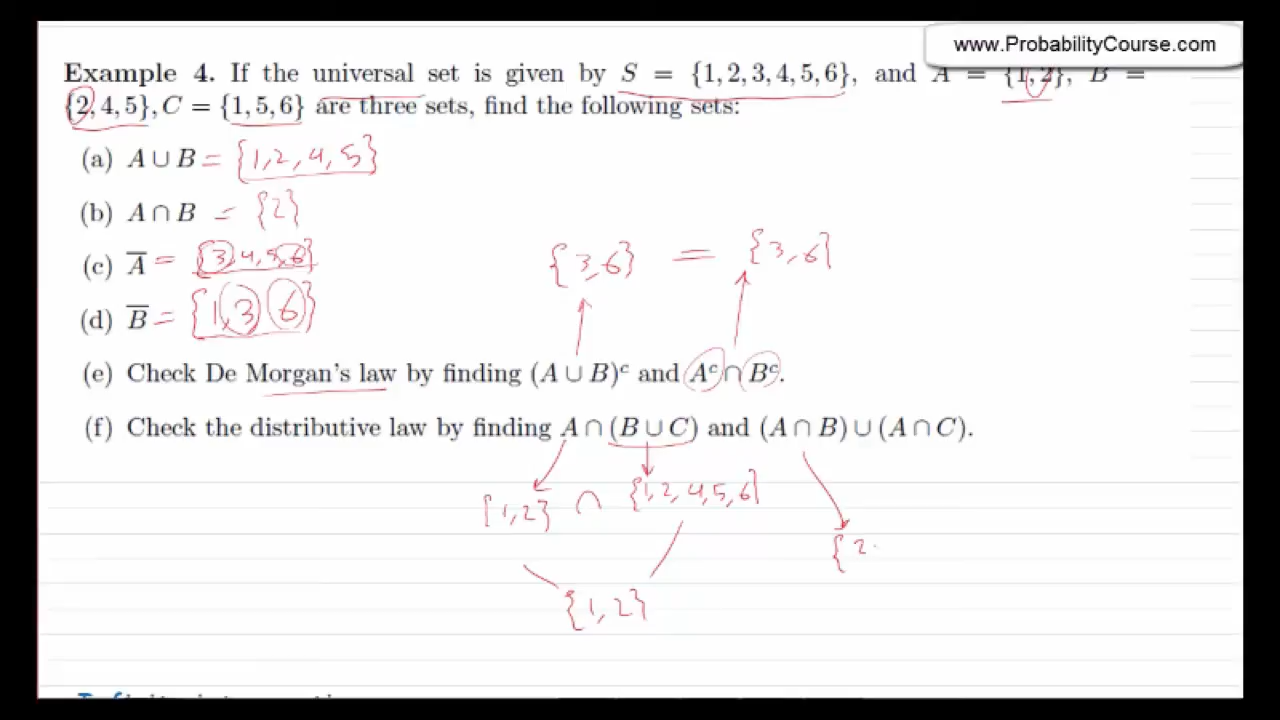 www.ProbabilityCourse.com
Example 4. If the universal set is given by S = {1, 2, 3, 4, 5, 6}, and A = {1, 2}, B =
{2, 4, 5}, C = {1, 5, 6} are three sets, find the following sets:
(a) A ∪ B = {1,2,4,5}
(b) A ∩ B = {2}
(c) A̅ = {3,4,5,6}
{3,6} = {3,6}
(d) B̅ = {1,3 6}
(e) Check De Morgan's law by finding (A ∪ B)ᶜ and Aᶜ ∩ Bᶜ.
(f) Check the distributive law by finding A ∩ (B ∪ C) and (A ∩ B) ∪ (A ∩ C).
{1,2} ∩ {1,2,4,5,6}
{2
{1,2}